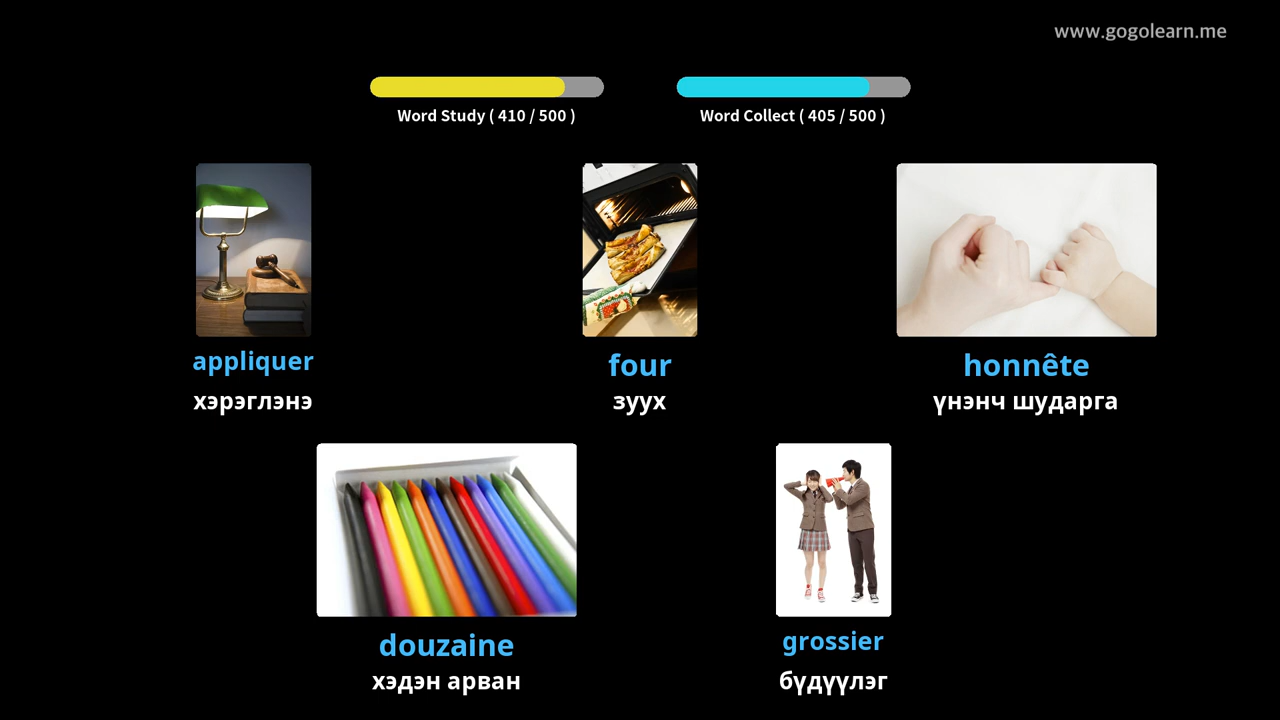 www.gogolearn.me
Word Study ( 410 / 500 )
Word Collect ( 405 / 500 )
appliquer
хэрэглэнэ
four
зуух
honnête
үнэнч шударга
douzaine
хэдэн арван
grossier
бүдүүлэг